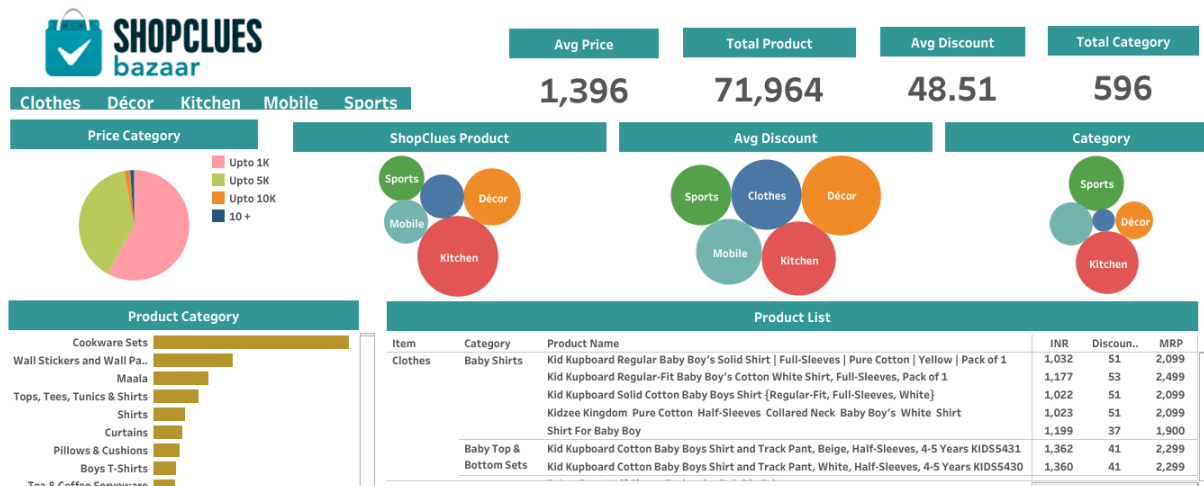 SHOPCLUES
bazaar
Avg Price
Total Product
Avg Discount
Total Category
1,396
71,964
48.51
596
Clothes Décor Kitchen Mobile Sports
Price Category
Upto 1K
Upto 5K
Upto 10K
10 +
ShopClues Product
Sports
Décor
Mobile
Kitchen
Avg Discount
Sports
Clothes
Décor
Mobile
Kitchen
Category
Sports
Décor
Kitchen
Product Category
Cookware Sets
Wall Stickers and Wall Pa..
Maala
Tops, Tees, Tunics & Shirts
Shirts
Curtains
Pillows & Cushions
Boys T-Shirts
Tea & Coffee Serveware
Product List
Item Category Product Name INR Discoun.. MRP
Clothes Baby Shirts Kid Kupboard Regular Baby Boy's Solid Shirt | Full-Sleeves | Pure Cotton | Yellow | Pack of 1 1,032 51 2,099
Kid Kupboard Regular-Fit Baby Boy's Cotton White Shirt, Full-Sleeves, Pack of 1 1,177 53 2,499
Kid Kupboard Solid Cotton Baby Boys Shirt {Regular-Fit, Full-Sleeves, White} 1,022 51 2,099
Kidzee Kingdom Pure Cotton Half-Sleeves Collared Neck Baby Boy's White Shirt 1,023 51 2,099
Shirt For Baby Boy 1,199 37 1,900
Baby Top & Kid Kupboard Cotton Baby Boys Shirt and Track Pant, Beige, Half-Sleeves, 4-5 Years KIDS5431 1,362 41 2,299
Bottom Sets Kid Kupboard Cotton Baby Boys Shirt and Track Pant, White, Half-Sleeves, 4-5 Years KIDS5430 1,360 41 2,299